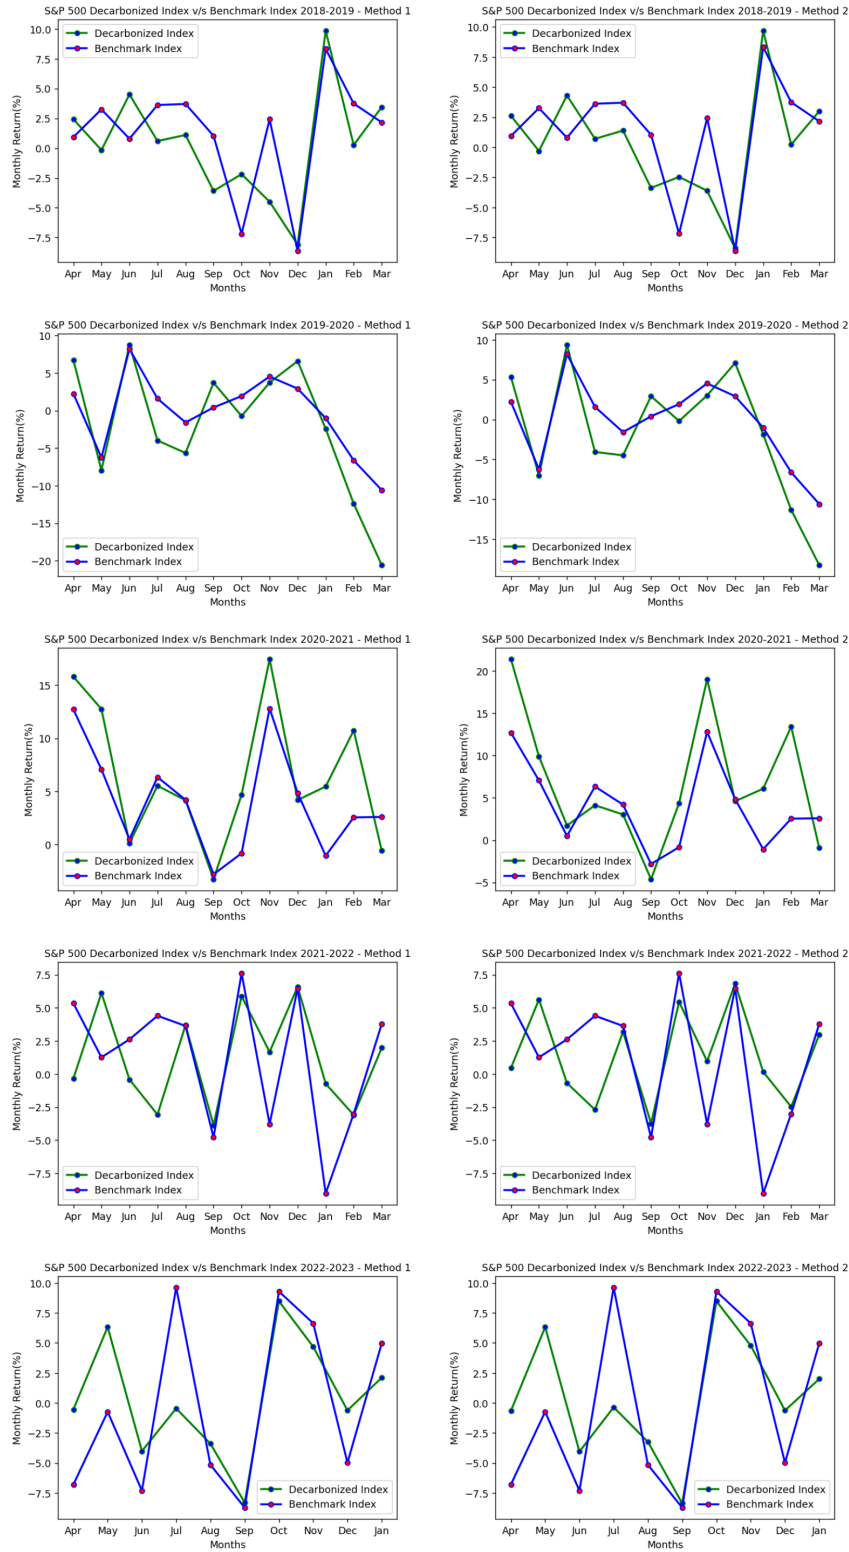 S&P 500 Decarbonized Index v/s Benchmark Index 2018-2019 - Method 1
Decarbonized Index
Benchmark Index
10.0
7.5
5.0
2.5
0.0
−2.5
−5.0
−7.5
Monthly Return(%)
Apr May Jun Jul Aug Sep Oct Nov Dec Jan Feb Mar
Months
S&P 500 Decarbonized Index v/s Benchmark Index 2018-2019 - Method 2
Decarbonized Index
Benchmark Index
10.0
7.5
5.0
2.5
0.0
−2.5
−5.0
−7.5
Monthly Return(%)
Apr May Jun Jul Aug Sep Oct Nov Dec Jan Feb Mar
Months
S&P 500 Decarbonized Index v/s Benchmark Index 2019-2020 - Method 1
10
5
0
−5
−10
−15
−20
Monthly Return(%)
Decarbonized Index
Benchmark Index
Apr May Jun Jul Aug Sep Oct Nov Dec Jan Feb Mar
Months
S&P 500 Decarbonized Index v/s Benchmark Index 2019-2020 - Method 2
10
5
0
−5
−10
−15
Monthly Return(%)
Decarbonized Index
Benchmark Index
Apr May Jun Jul Aug Sep Oct Nov Dec Jan Feb Mar
Months
S&P 500 Decarbonized Index v/s Benchmark Index 2020-2021 - Method 1
15
10
5
0
Monthly Return(%)
Decarbonized Index
Benchmark Index
Apr May Jun Jul Aug Sep Oct Nov Dec Jan Feb Mar
Months
S&P 500 Decarbonized Index v/s Benchmark Index 2020-2021 - Method 2
20
15
10
5
0
−5
Monthly Return(%)
Decarbonized Index
Benchmark Index
Apr May Jun Jul Aug Sep Oct Nov Dec Jan Feb Mar
Months
S&P 500 Decarbonized Index v/s Benchmark Index 2021-2022 - Method 1
7.5
5.0
2.5
0.0
−2.5
−5.0
−7.5
Monthly Return(%)
Decarbonized Index
Benchmark Index
Apr May Jun Jul Aug Sep Oct Nov Dec Jan Feb Mar
Months
S&P 500 Decarbonized Index v/s Benchmark Index 2021-2022 - Method 2
7.5
5.0
2.5
0.0
−2.5
−5.0
−7.5
Monthly Return(%)
Decarbonized Index
Benchmark Index
Apr May Jun Jul Aug Sep Oct Nov Dec Jan Feb Mar
Months
S&P 500 Decarbonized Index v/s Benchmark Index 2022-2023 - Method 1
10.0
7.5
5.0
2.5
0.0
−2.5
−5.0
−7.5
Monthly Return(%)
Decarbonized Index
Benchmark Index
Apr May Jun Jul Aug Sep Oct Nov Dec Jan
Months
S&P 500 Decarbonized Index v/s Benchmark Index 2022-2023 - Method 2
10.0
7.5
5.0
2.5
0.0
−2.5
−5.0
−7.5
Monthly Return(%)
Decarbonized Index
Benchmark Index
Apr May Jun Jul Aug Sep Oct Nov Dec Jan
Months